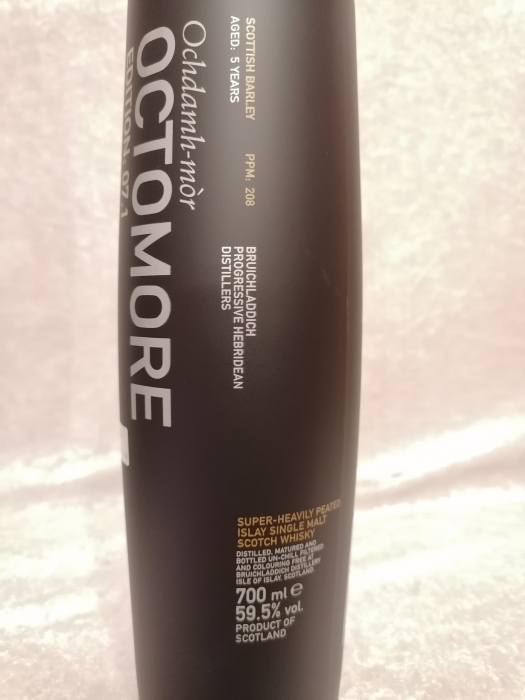 Ochdamh-mòr
OCTOMORE
EDITION: 07.1
SCOTTISH BARLEY PPM: 208
AGED: 5 YEARS
BRUICHLADDICH
PROGRESSIVE HEBRIDEAN
DISTILLERS
SUPER-HEAVILY PEATED
ISLAY SINGLE MALT
SCOTCH WHISKY
DISTILLED, MATURED AND
BOTTLED UN-CHILL FILTERED
AND COLOURING FREE AT
BRUICHLADDICH DISTILLERY
ISLE OF ISLAY, SCOTLAND.
700 ml e
59.5% vol.
PRODUCT OF
SCOTLAND